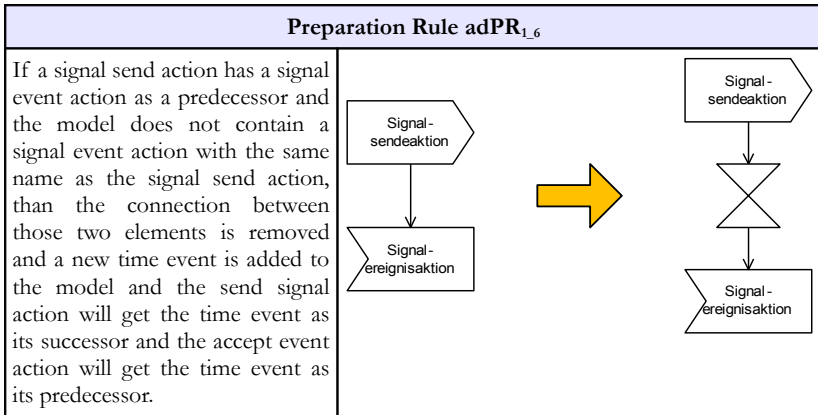 Preparation Rule adPR1_6
If a signal send action has a signal
event action as a predecessor and
the model does not contain a
signal event action with the same
name as the signal send action,
than the connection between
those two elements is removed
and a new time event is added to
the model and the send signal
action will get the time event as
its successor and the accept event
action will get the time event as
its predecessor.
Signal-
sendeaktion
Signal-
ereignisaktion
Signal-
sendeaktion
Signal-
ereignisaktion